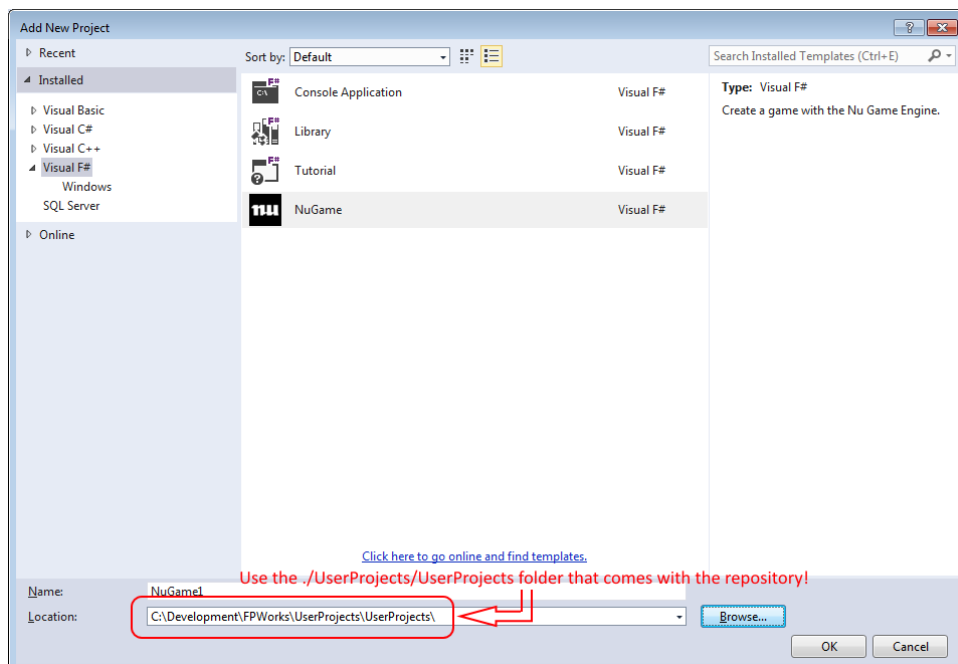 Add New Project
Recent
Installed
Visual Basic
Visual C#
Visual C++
Visual F#
Windows
SQL Server
Online
Sort by: Default
Search Installed Templates (Ctrl+E)
F#
C:\
Console Application Visual F#
F#
Library Visual F#
F#
Tutorial Visual F#
nu
NuGame Visual F#
Type: Visual F#
Create a game with the Nu Game Engine.
Click here to go online and find templates.
Use the ./UserProjects/UserProjects folder that comes with the repository!
Name: NuGame1
Location: C:\Development\FPWorks\UserProjects\UserProjects\ Browse...
OK Cancel